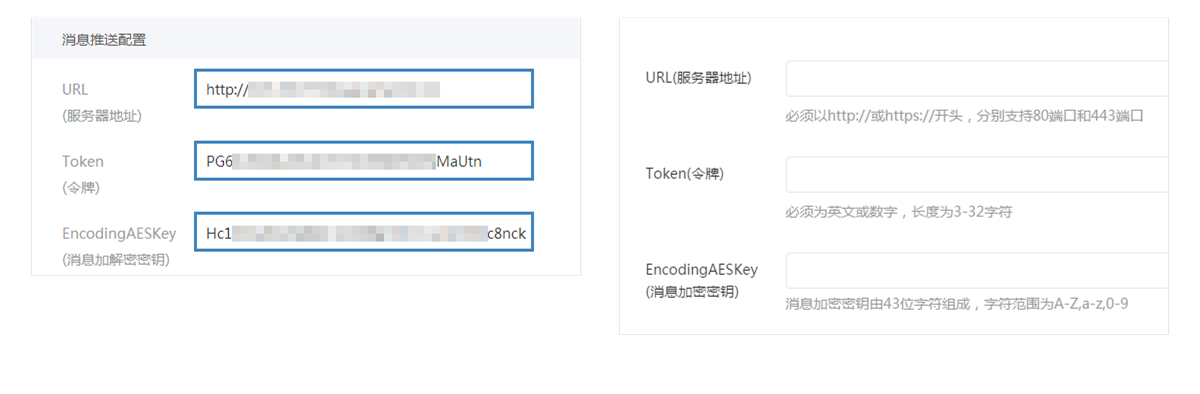 消息推送配置
URL
http://
(服务器地址)
Token
PG6 MaUtn
(令牌)
EncodingAESKey
Hc1 c8nck
(消息加解密密钥)
URL(服务器地址)
必须以http://或https://开头，分别支持80端口和443端口
Token(令牌)
必须为英文或数字，长度为3-32字符
EncodingAESKey
(消息加密密钥)
消息加密密钥由43位字符组成，字符范围为A-Z,a-z,0-9